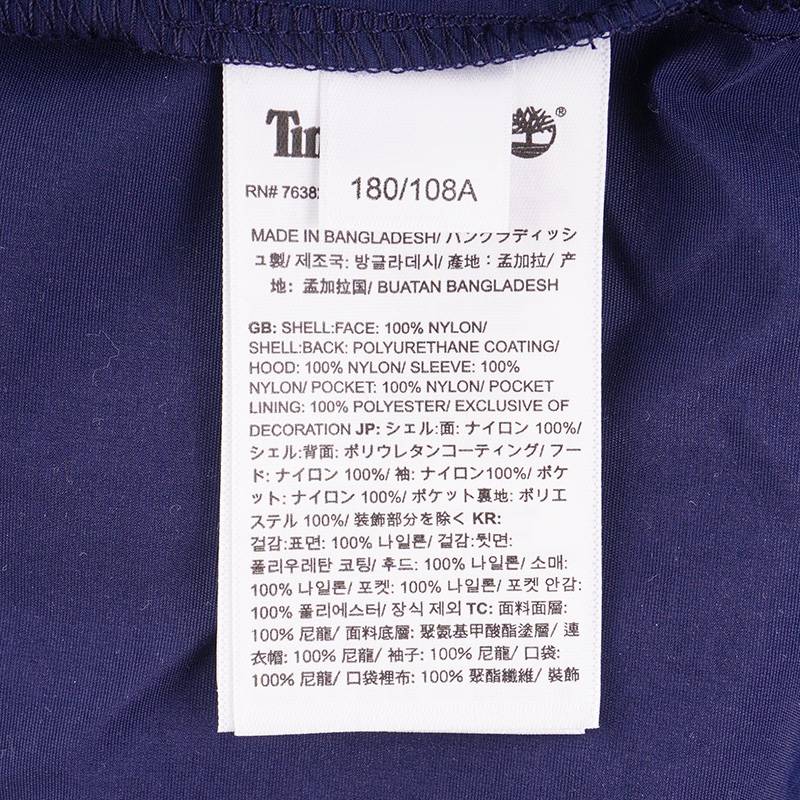 Tim
RN# 7638
180/108A
MADE IN BANGLADESH/ バングラディッシ
ュ製/ 제조국: 방글라데시/ 產地：孟加拉/ 产
地：孟加拉国/ BUATAN BANGLADESH
GB: SHELL:FACE: 100% NYLON/
SHELL:BACK: POLYURETHANE COATING/
HOOD: 100% NYLON/ SLEEVE: 100%
NYLON/ POCKET: 100% NYLON/ POCKET
LINING: 100% POLYESTER/ EXCLUSIVE OF
DECORATION JP: シェル:面: ナイロン 100%/
シェル:背面: ポリウレタンコーティング/ フー
ド: ナイロン 100%/ 袖: ナイロン100%/ ポケ
ット: ナイロン 100%/ ポケット裏地: ポリエ
ステル 100%/ 装飾部分を除く KR:
겉감:표면: 100% 나일론/ 겉감:뒷면:
폴리우레탄 코팅/ 후드: 100% 나일론/ 소매:
100% 나일론/ 포켓: 100% 나일론/ 포켓 안감:
100% 폴리에스터/ 장식 제외 TC: 面料面層:
100% 尼龍/ 面料底層: 聚氨基甲酸酯塗層/ 連
衣帽: 100% 尼龍/ 袖子: 100% 尼龍/ 口袋:
100% 尼龍/ 口袋裡布: 100% 聚酯纖維/ 裝飾